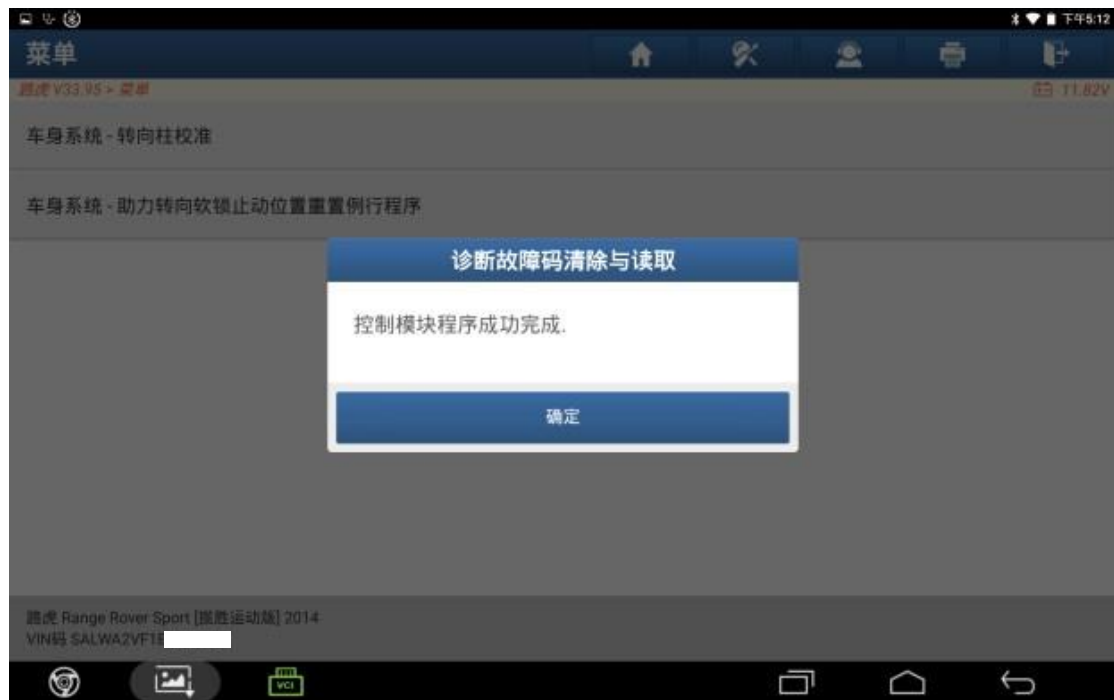 下午5:12
菜单
路虎 V33.95 > 菜单
11.82V
车身系统 - 转向柱校准
车身系统 - 助力转向软锁止动位置重置例行程序
诊断故障码清除与读取
控制模块程序成功完成.
确定
路虎 Range Rover Sport [揽胜运动版] 2014
VIN码 SALWA2VF1
VCI